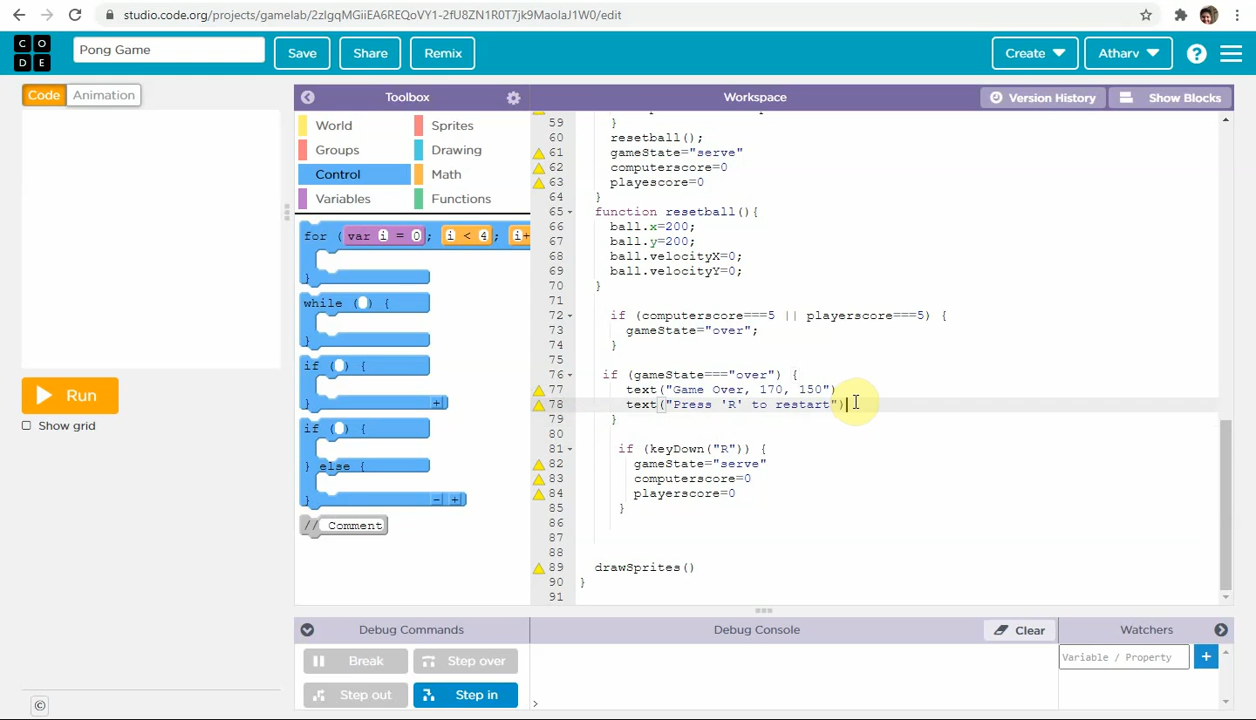 studio.code.org/projects/gamelab/2zIgqMGiiEA6REQoVY1-2fU8ZN1R0T7jk9MaolaJ1W0/edit
CO
DE
Pong Game
Save
Share
Remix
Create
Atharv
?
Code
Animation
Toolbox
Workspace
Version History
Show Blocks
World
Sprites
Groups
Drawing
Control
Math
Variables
Functions
for ( var i = 0 ; i < 4 ; i+
}
while ( ) {
}
if ( ) {
} +
if ( ) {
} else {
} - +
// Comment
Run
Show grid
59 }
60 resetball();
61 gameState="serve"
62 computerscore=0
63 playescore=0
64 }
65 function resetball(){
66 ball.x=200;
67 ball.y=200;
68 ball.velocityX=0;
69 ball.velocityY=0;
70 }
71
72 if (computerscore===5 || playerscore===5) {
73 gameState="over";
74 }
75
76 if (gameState==="over") {
77 text("Game Over, 170, 150")
78 text("Press 'R' to restart")
79 }
80
81 if (keyDown("R")) {
82 gameState="serve"
83 computerscore=0
84 playerscore=0
85 }
86
87
88
89 drawSprites()
90 }
91
Debug Commands
Debug Console
Clear
Watchers
Break
Step over
Step out
Step in
Variable / Property
+
>
©